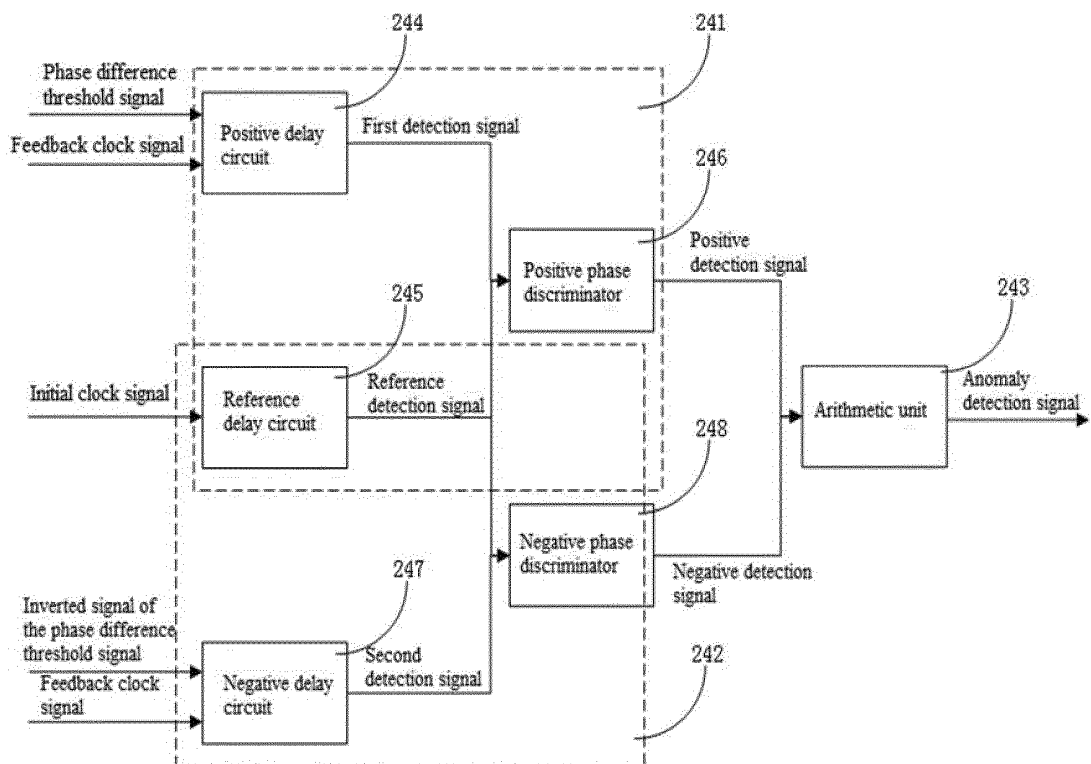 244
241
Phase difference
threshold signal
Feedback clock signal
Positive delay
circuit
First detection signal
246
Positive phase
discriminator
Positive
detection signal
245
243
Initial clock signal
Reference
delay circuit
Reference
detection signal
Arithmetic unit
Anomaly
detection signal
248
Negative phase
discriminator
Negative detection
signal
247
Inverted signal of
the phase difference
threshold signal
Feedback clock
signal
Negative delay
circuit
Second
detection signal
242